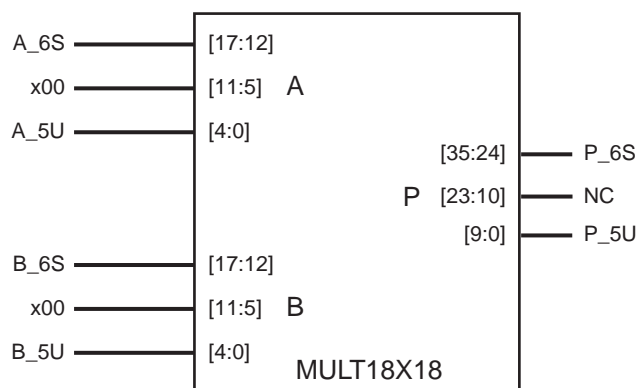 A_6S [17:12]
x00 [11:5] A
A_5U [4:0]
[35:24] P_6S
P [23:10] NC
[9:0] P_5U
B_6S [17:12]
x00 [11:5] B
B_5U [4:0]
MULT18X18